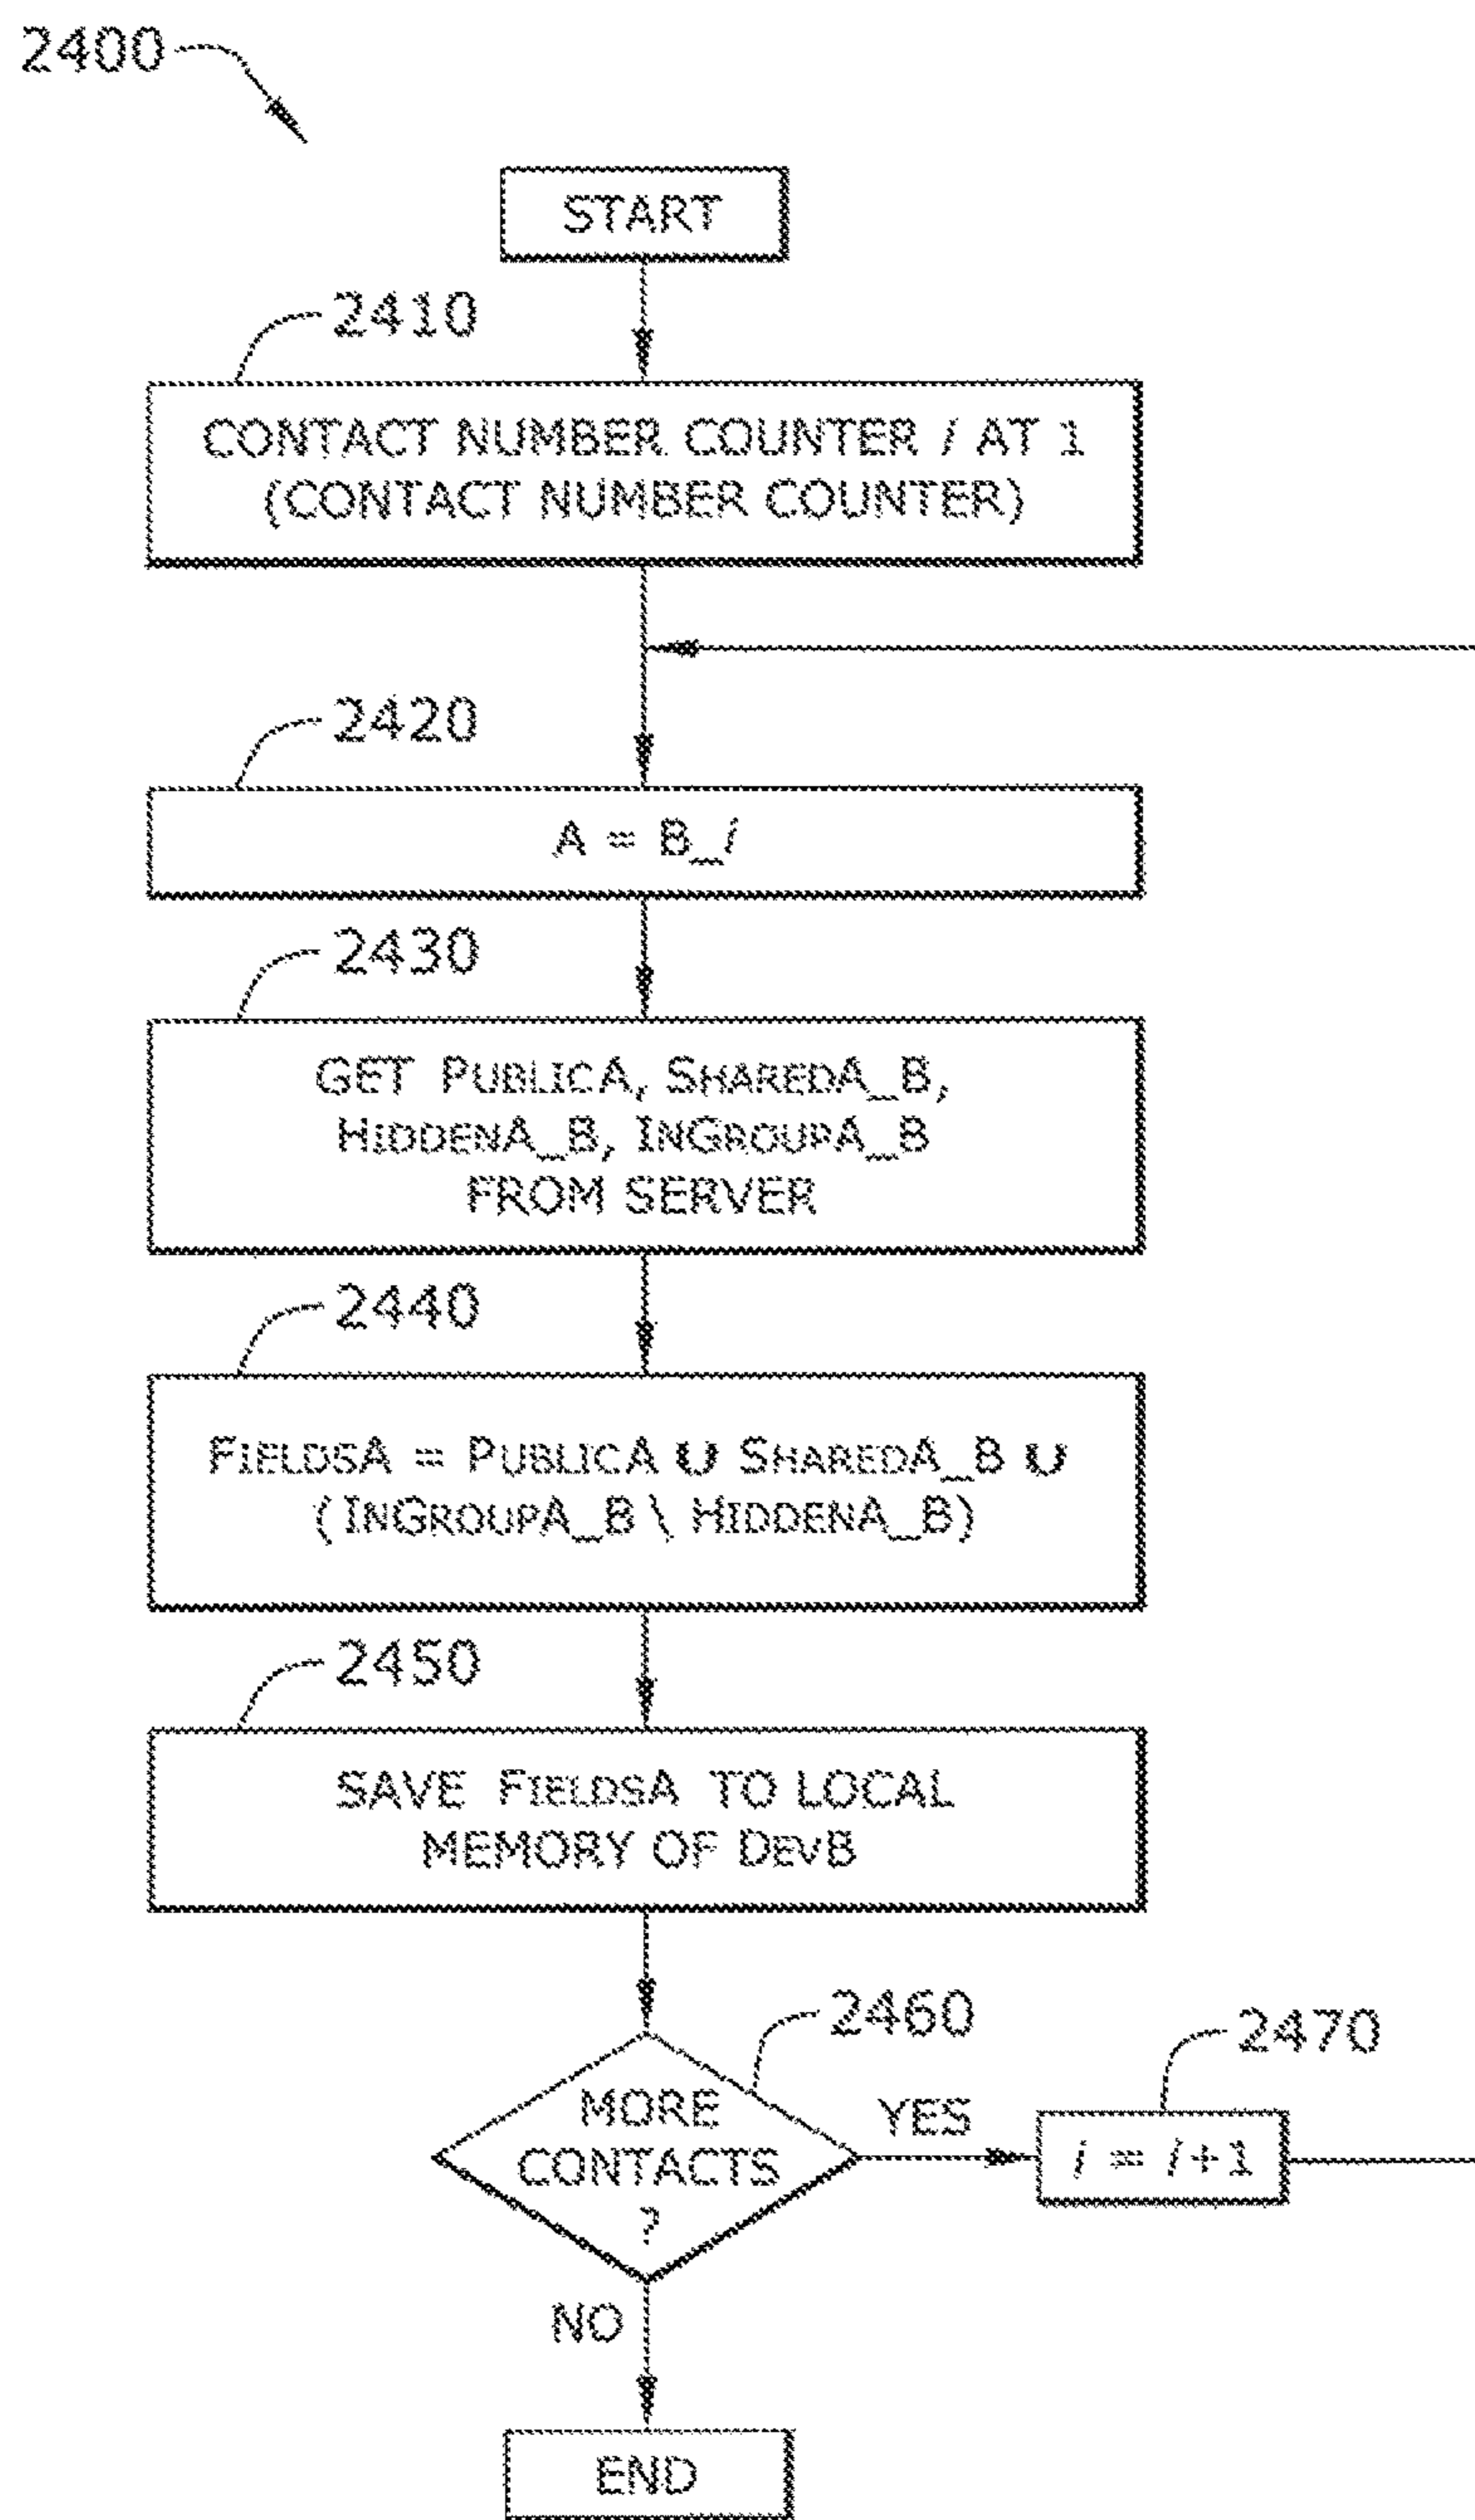 2400
START
2410
CONTACT NUMBER COUNTER i AT 1
(CONTACT NUMBER COUNTER)
2420
A = B_i
2430
GET PUBLICA, SHAREDA_B,
HIDDENA_B, INGROUPA_B
FROM SERVER
2440
FIELDSA = PUBLICA ∪ SHAREDA_B ∪
(INGROUPA_B \ HIDDENA_B)
2450
SAVE FIELDSA TO LOCAL
MEMORY OF DEVB
2460
2470
MORE
CONTACTS
?
YES
i = i+1
NO
END